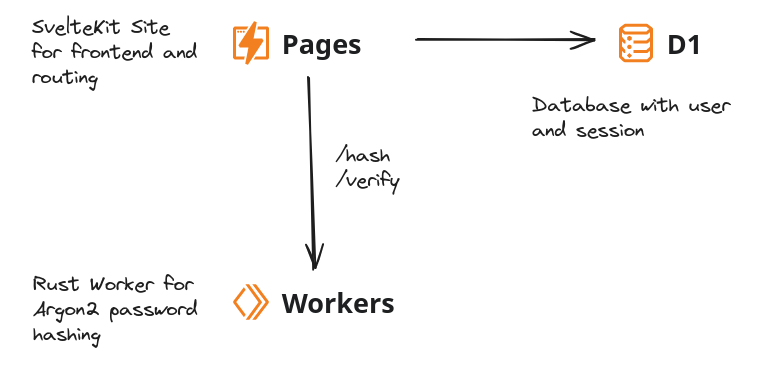 SvelteKit Site
for frontend and
routing
Pages
D1
Database with user
and session
/hash
/verify
Rust Worker for
Argon2 password
hashing
Workers